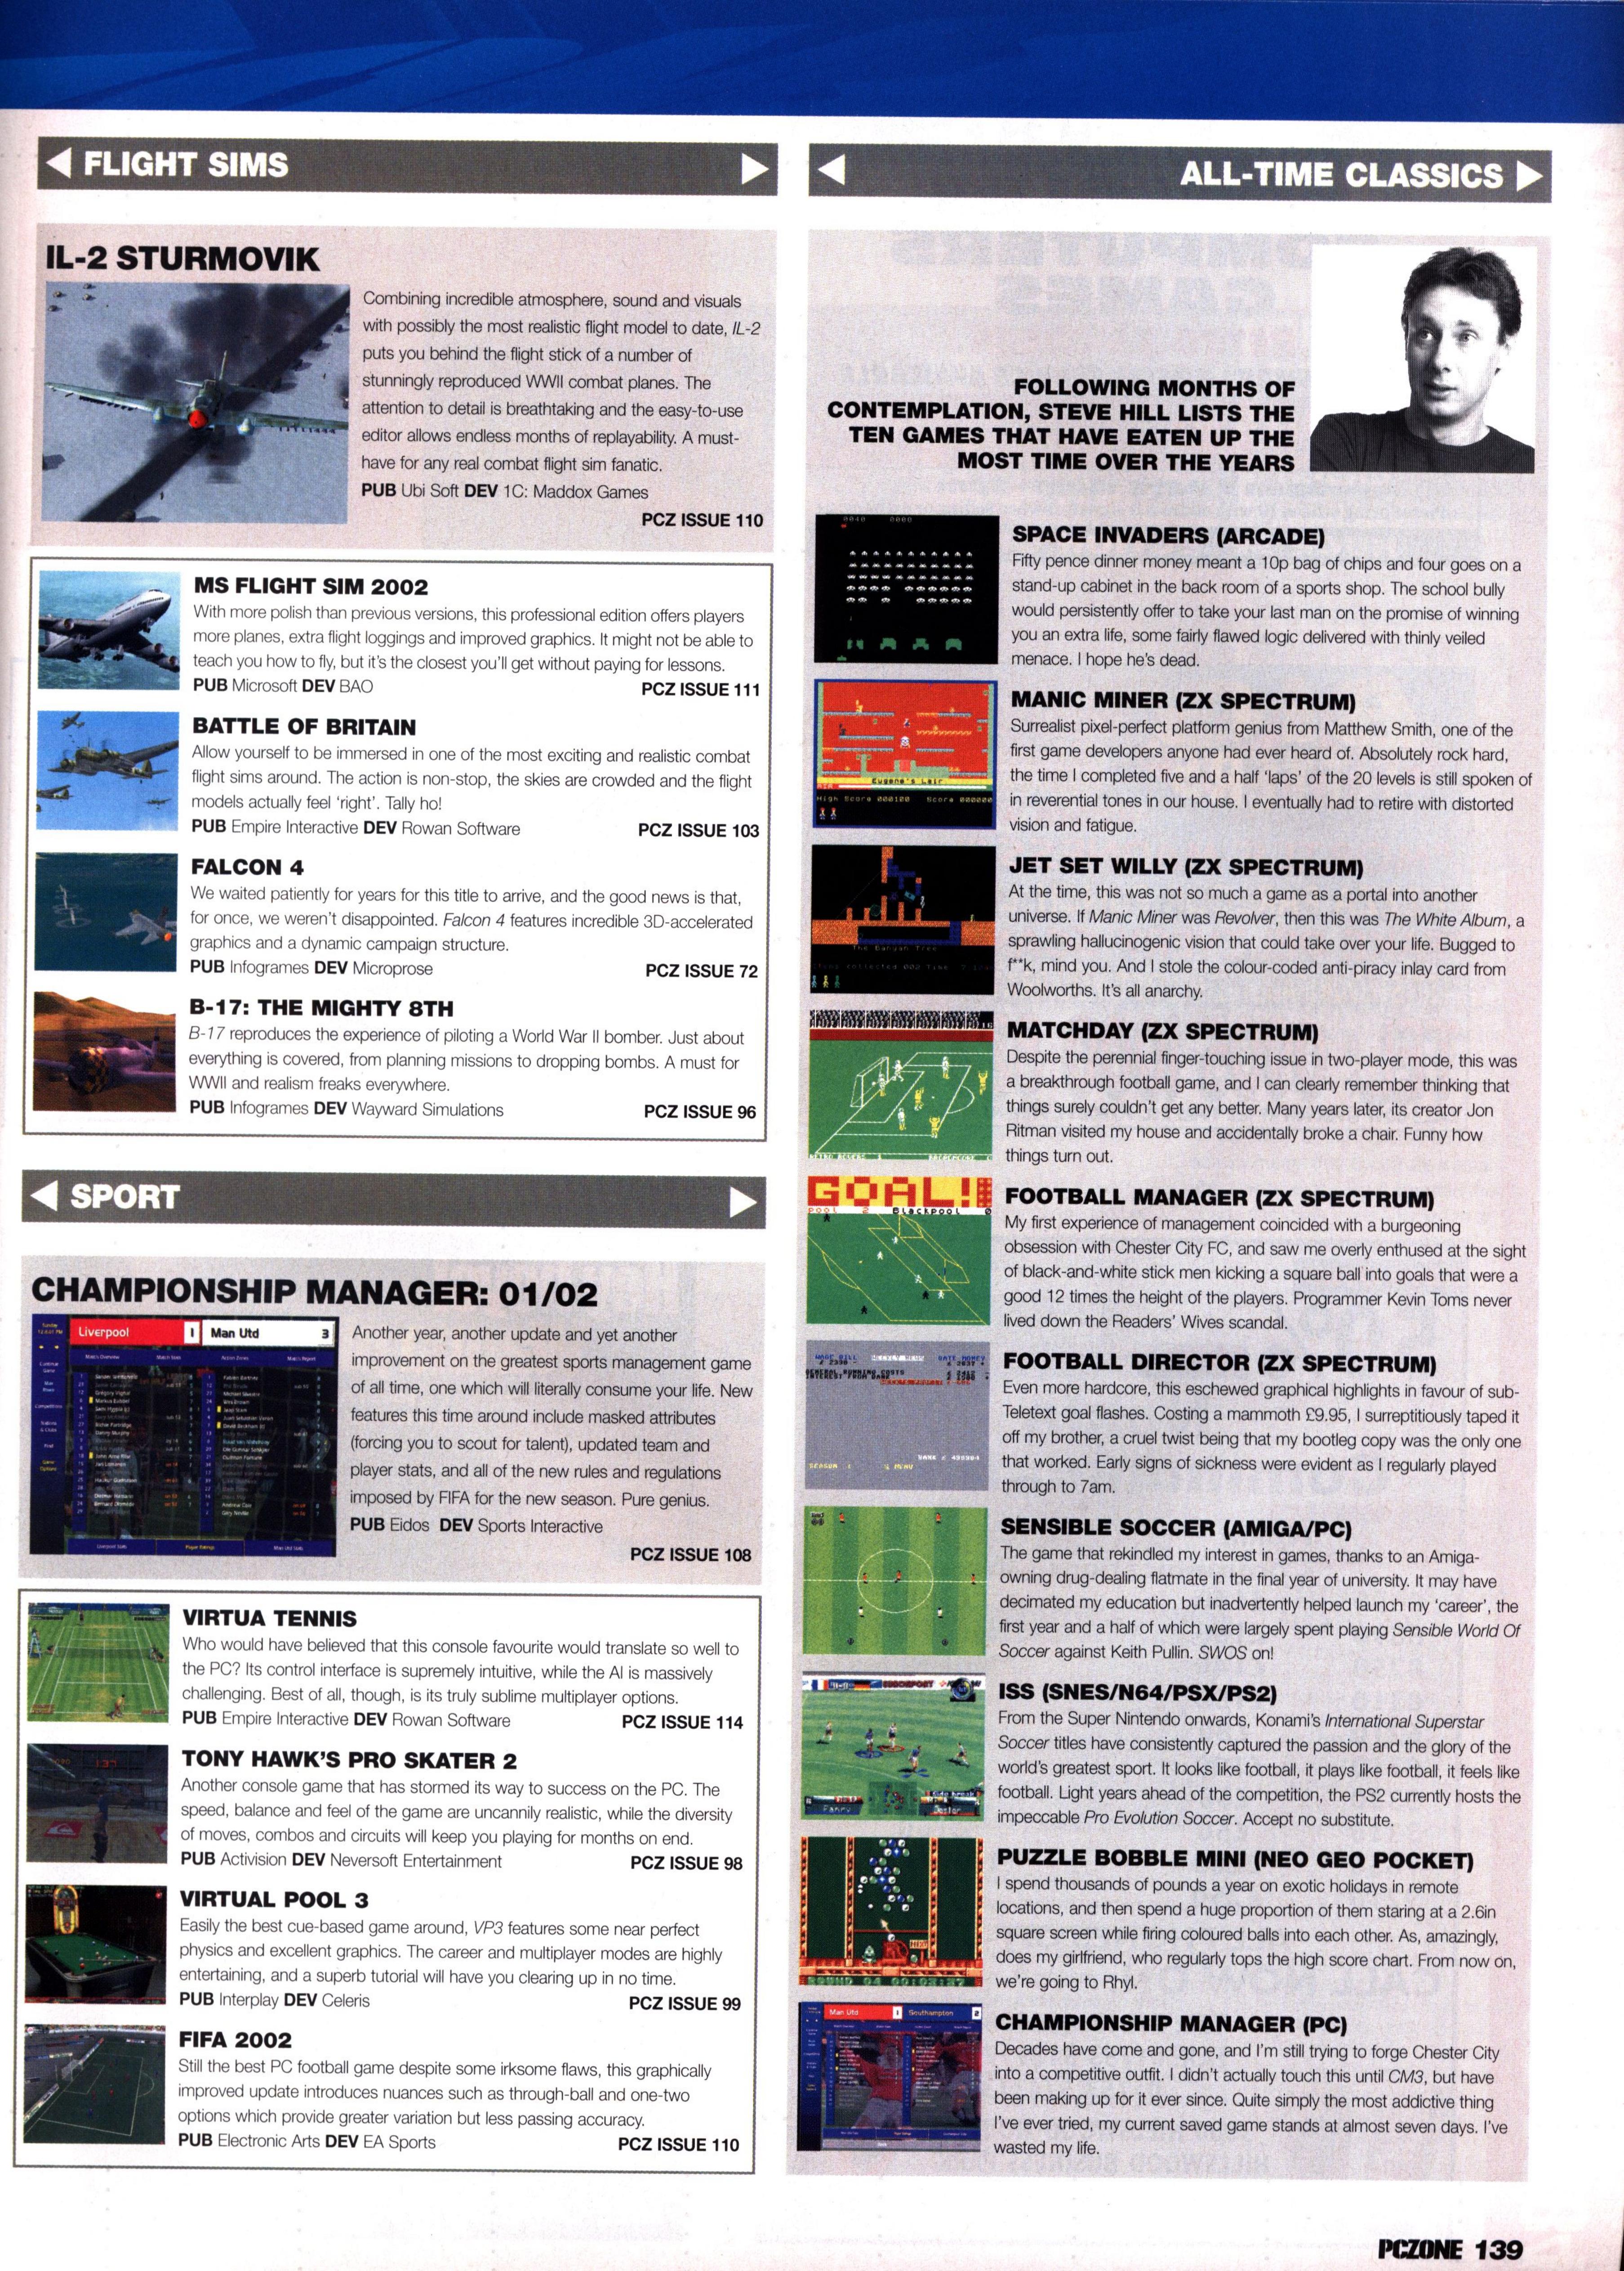 FLIGHT SIMS
IL-2 STURMOVIK
Combining incredible atmosphere, sound and visuals
with possibly the most realistic flight model to date, IL-2
puts you behind the flight stick of a number of
stunningly reproduced WWII combat planes. The
attention to detail is breathtaking and the easy-to-use
editor allows endless months of replayability. A must-
have for any real combat flight sim fanatic.
PUB Ubi Soft DEV 1C: Maddox Games
PCZ ISSUE 110
MS FLIGHT SIM 2002
With more polish than previous versions, this professional edition offers players
more planes, extra flight loggings and improved graphics. It might not be able to
teach you how to fly, but it's the closest you'll get without paying for lessons.
PUB Microsoft DEV BAO PCZ ISSUE 111
BATTLE OF BRITAIN
Allow yourself to be immersed in one of the most exciting and realistic combat
flight sims around. The action is non-stop, the skies are crowded and the flight
models actually feel 'right'. Tally ho!
PUB Empire Interactive DEV Rowan Software PCZ ISSUE 103
FALCON 4
We waited patiently for years for this title to arrive, and the good news is that,
for once, we weren't disappointed. Falcon 4 features incredible 3D-accelerated
graphics and a dynamic campaign structure.
PUB Infogrames DEV Microprose PCZ ISSUE 72
B-17: THE MIGHTY 8TH
B-17 reproduces the experience of piloting a World War II bomber. Just about
everything is covered, from planning missions to dropping bombs. A must for
WWII and realism freaks everywhere.
PUB Infogrames DEV Wayward Simulations PCZ ISSUE 96
SPORT
CHAMPIONSHIP MANAGER: 01/02
Liverpool 1 Man Utd 3
Another year, another update and yet another
improvement on the greatest sports management game
of all time, one which will literally consume your life. New
features this time around include masked attributes
(forcing you to scout for talent), updated team and
player stats, and all of the new rules and regulations
imposed by FIFA for the new season. Pure genius.
PUB Eidos DEV Sports Interactive
PCZ ISSUE 108
VIRTUA TENNIS
Who would have believed that this console favourite would translate so well to
the PC? Its control interface is supremely intuitive, while the AI is massively
challenging. Best of all, though, is its truly sublime multiplayer options.
PUB Empire Interactive DEV Rowan Software PCZ ISSUE 114
TONY HAWK'S PRO SKATER 2
Another console game that has stormed its way to success on the PC. The
speed, balance and feel of the game are uncannily realistic, while the diversity
of moves, combos and circuits will keep you playing for months on end.
PUB Activision DEV Neversoft Entertainment PCZ ISSUE 98
VIRTUAL POOL 3
Easily the best cue-based game around, VP3 features some near perfect
physics and excellent graphics. The career and multiplayer modes are highly
entertaining, and a superb tutorial will have you clearing up in no time.
PUB Interplay DEV Celeris PCZ ISSUE 99
FIFA 2002
Still the best PC football game despite some irksome flaws, this graphically
improved update introduces nuances such as through-ball and one-two
options which provide greater variation but less passing accuracy.
PUB Electronic Arts DEV EA Sports PCZ ISSUE 110
ALL-TIME CLASSICS
FOLLOWING MONTHS OF
CONTEMPLATION, STEVE HILL LISTS THE
TEN GAMES THAT HAVE EATEN UP THE
MOST TIME OVER THE YEARS
SPACE INVADERS (ARCADE)
Fifty pence dinner money meant a 10p bag of chips and four goes on a
stand-up cabinet in the back room of a sports shop. The school bully
would persistently offer to take your last man on the promise of winning
you an extra life, some fairly flawed logic delivered with thinly veiled
menace. I hope he's dead.
Eugene's Lair
High Score 000100 Score 000000
MANIC MINER (ZX SPECTRUM)
Surrealist pixel-perfect platform genius from Matthew Smith, one of the
first game developers anyone had ever heard of. Absolutely rock hard,
the time I completed five and a half 'laps' of the 20 levels is still spoken of
in reverential tones in our house. I eventually had to retire with distorted
vision and fatigue.
The Banyan Tree
JET SET WILLY (ZX SPECTRUM)
At the time, this was not so much a game as a portal into another
universe. If Manic Miner was Revolver, then this was The White Album, a
sprawling hallucinogenic vision that could take over your life. Bugged to
f**k, mind you. And I stole the colour-coded anti-piracy inlay card from
Woolworths. It's all anarchy.
MATCHDAY (ZX SPECTRUM)
Despite the perennial finger-touching issue in two-player mode, this was
a breakthrough football game, and I can clearly remember thinking that
things surely couldn't get any better. Many years later, its creator Jon
Ritman visited my house and accidentally broke a chair. Funny how
things turn out.
GOAL!
Blackpool
FOOTBALL MANAGER (ZX SPECTRUM)
My first experience of management coincided with a burgeoning
obsession with Chester City FC, and saw me overly enthused at the sight
of black-and-white stick men kicking a square ball into goals that were a
good 12 times the height of the players. Programmer Kevin Toms never
lived down the Readers' Wives scandal.
FOOTBALL DIRECTOR (ZX SPECTRUM)
Even more hardcore, this eschewed graphical highlights in favour of sub-
Teletext goal flashes. Costing a mammoth £9.95, I surreptitiously taped it
off my brother, a cruel twist being that my bootleg copy was the only one
that worked. Early signs of sickness were evident as I regularly played
through to 7am.
SENSIBLE SOCCER (AMIGA/PC)
The game that rekindled my interest in games, thanks to an Amiga-
owning drug-dealing flatmate in the final year of university. It may have
decimated my education but inadvertently helped launch my 'career', the
first year and a half of which were largely spent playing Sensible World Of
Soccer against Keith Pullin. SWOS on!
ISS (SNES/N64/PSX/PS2)
From the Super Nintendo onwards, Konami's International Superstar
Soccer titles have consistently captured the passion and the glory of the
world's greatest sport. It looks like football, it plays like football, it feels like
football. Light years ahead of the competition, the PS2 currently hosts the
impeccable Pro Evolution Soccer. Accept no substitute.
PUZZLE BOBBLE MINI (NEO GEO POCKET)
I spend thousands of pounds a year on exotic holidays in remote
locations, and then spend a huge proportion of them staring at a 2.6in
square screen while firing coloured balls into each other. As, amazingly,
does my girlfriend, who regularly tops the high score chart. From now on,
we're going to Rhyl.
Man Utd 1 Southampton 2
CHAMPIONSHIP MANAGER (PC)
Decades have come and gone, and I'm still trying to forge Chester City
into a competitive outfit. I didn't actually touch this until CM3, but have
been making up for it ever since. Quite simply the most addictive thing
I've ever tried, my current saved game stands at almost seven days. I've
wasted my life.
PCZONE 139